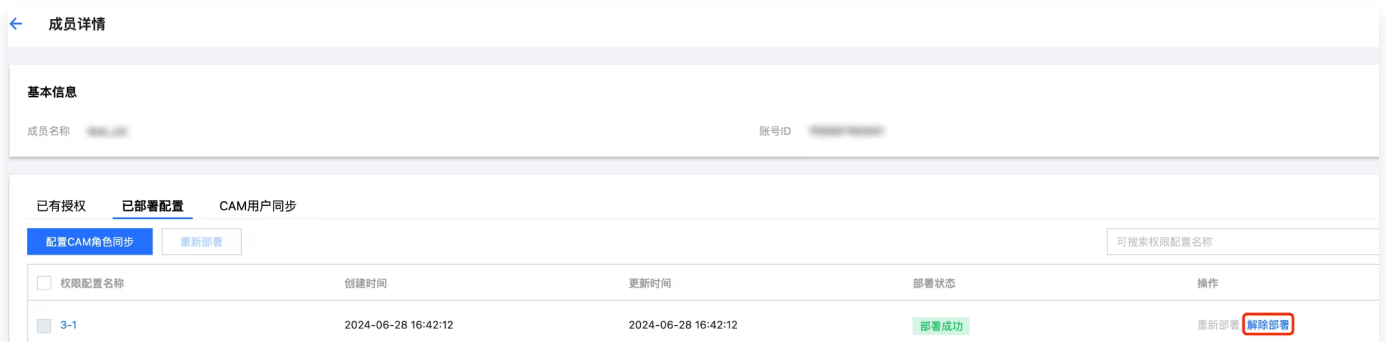 成员详情
基本信息
成员名称
账号ID
已有授权 已部署配置 CAM用户同步
配置CAM角色同步 重新部署 可搜索权限配置名称
权限配置名称 创建时间 更新时间 部署状态 操作
3-1 2024-06-28 16:42:12 2024-06-28 16:42:12 部署成功 重新部署 解除部署